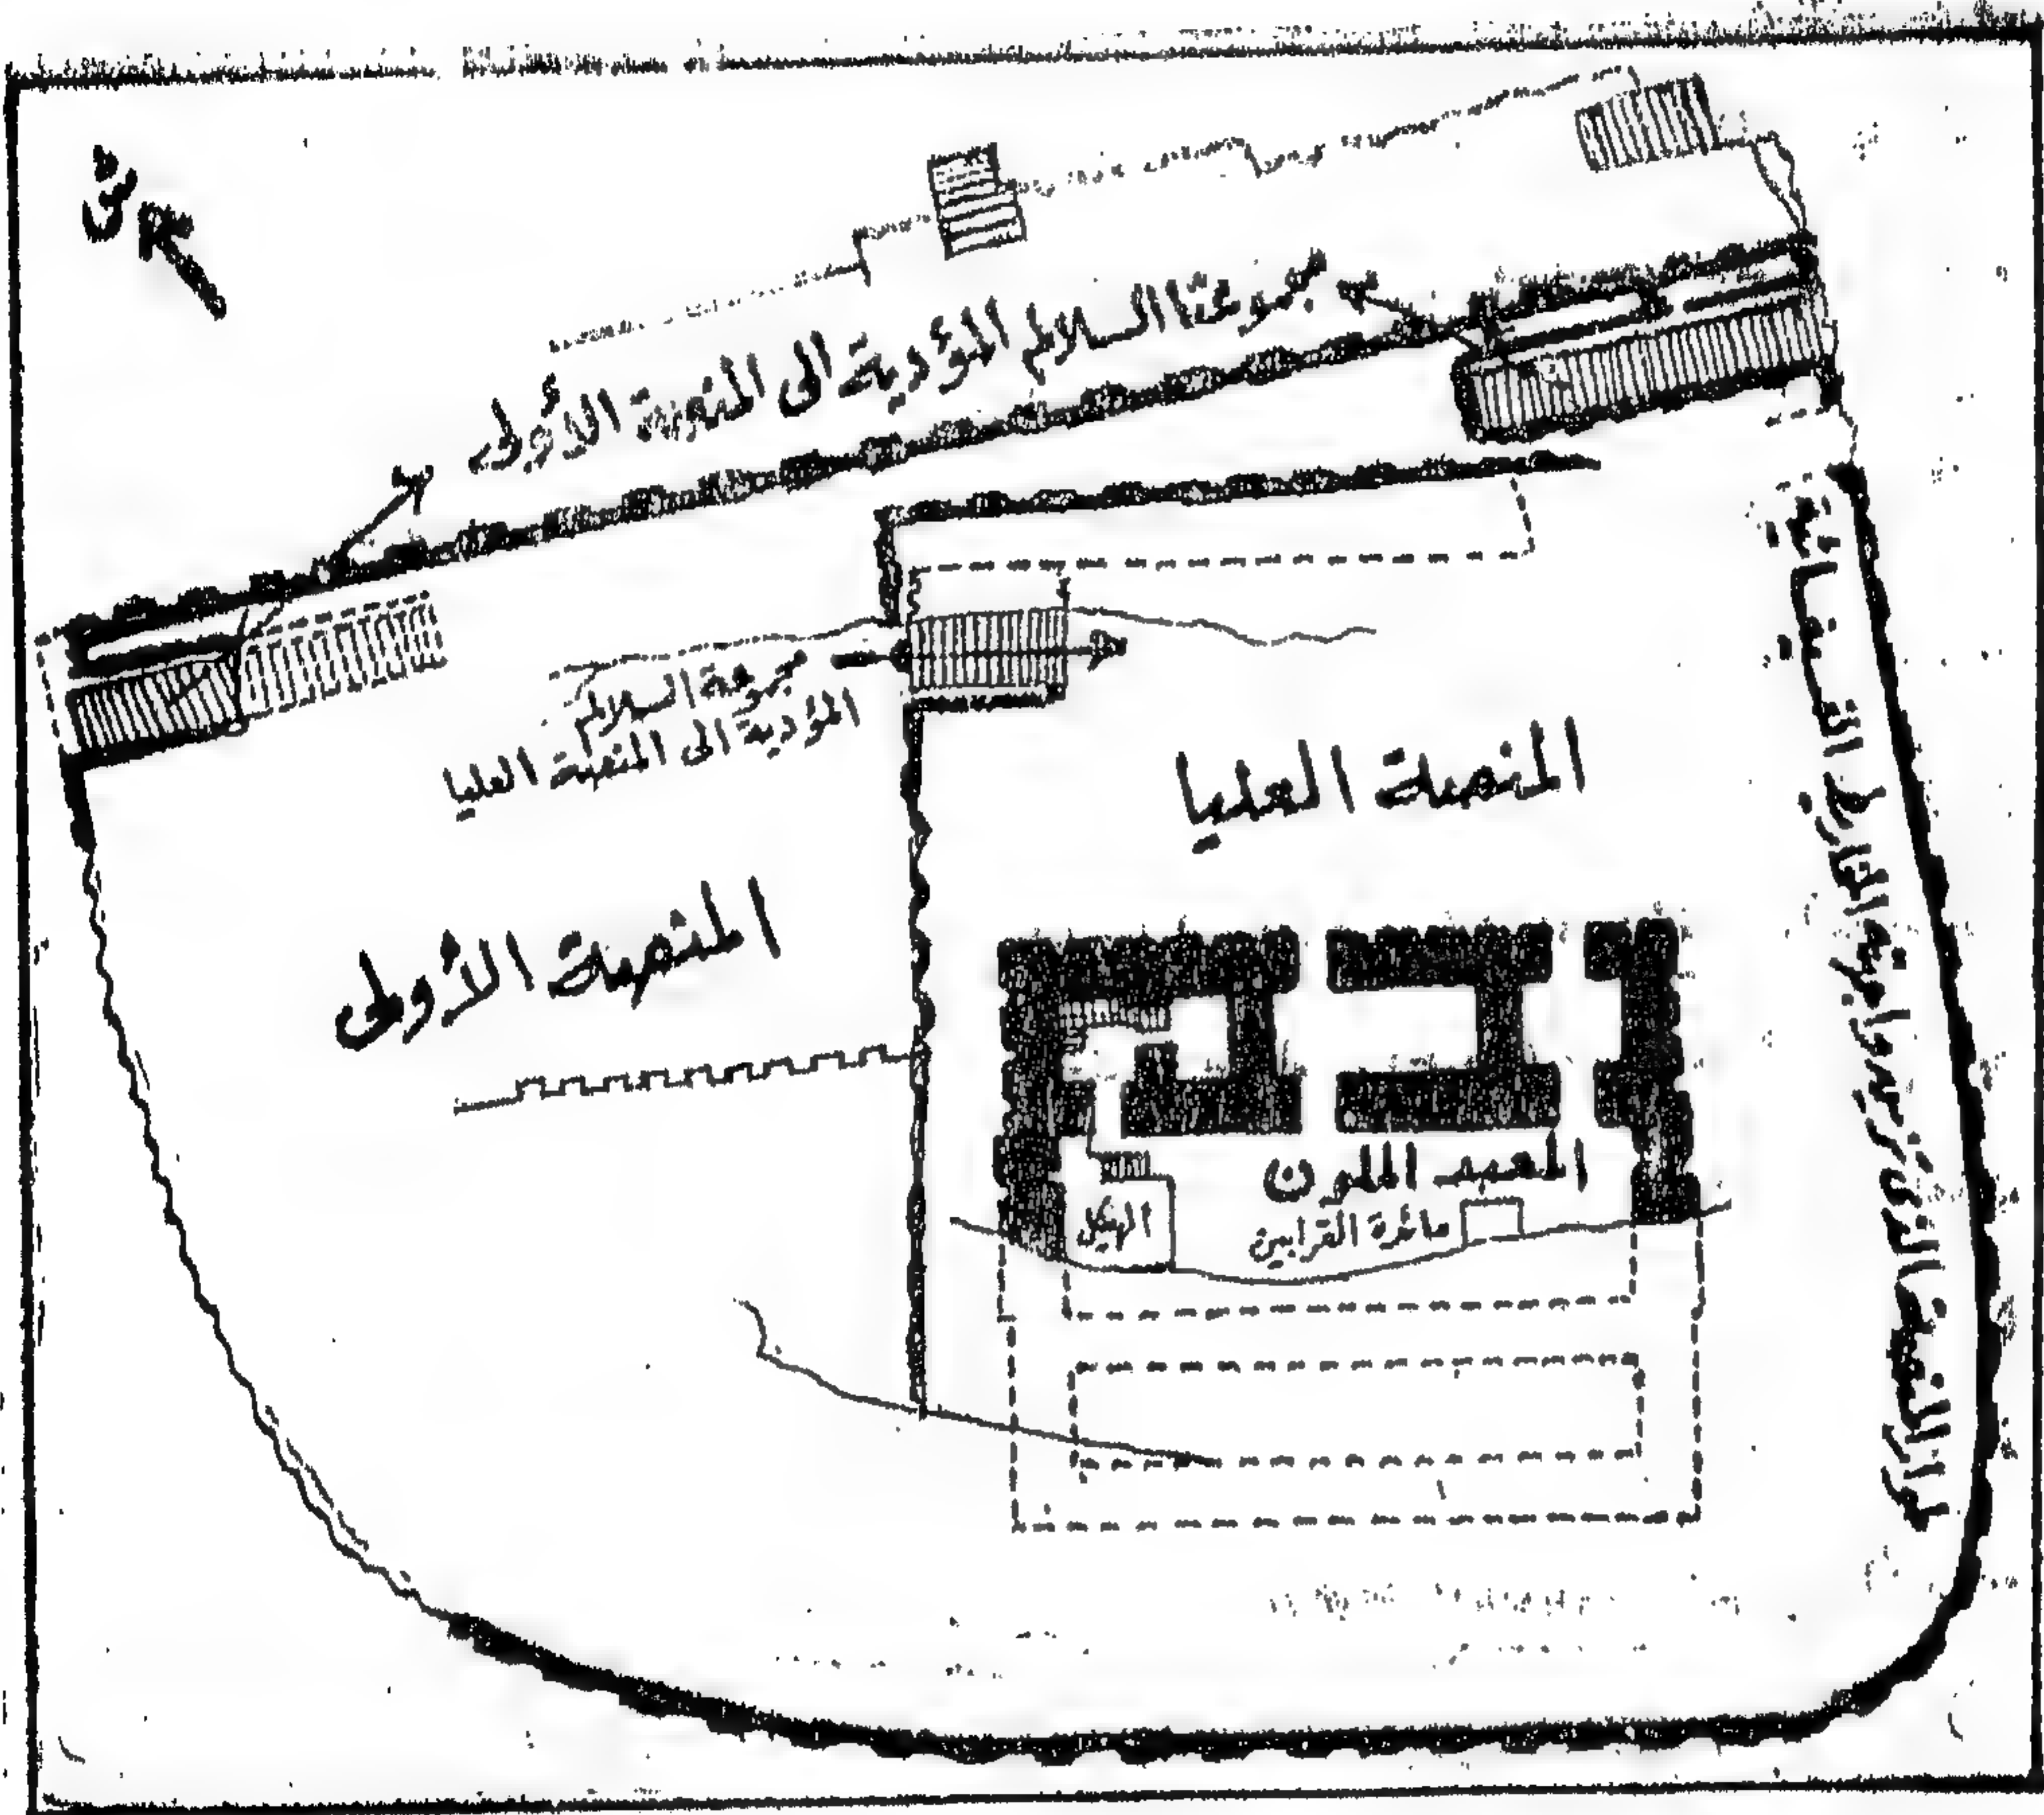 ش
مجموعتا السلالم المؤدية الى المنصة الأولى
مجموعة السلالم
المؤدية الى المنصة العليا
المنصة العليا
المنصة الأولى
المعبد الملون
الهيكل
مائدة القرابين